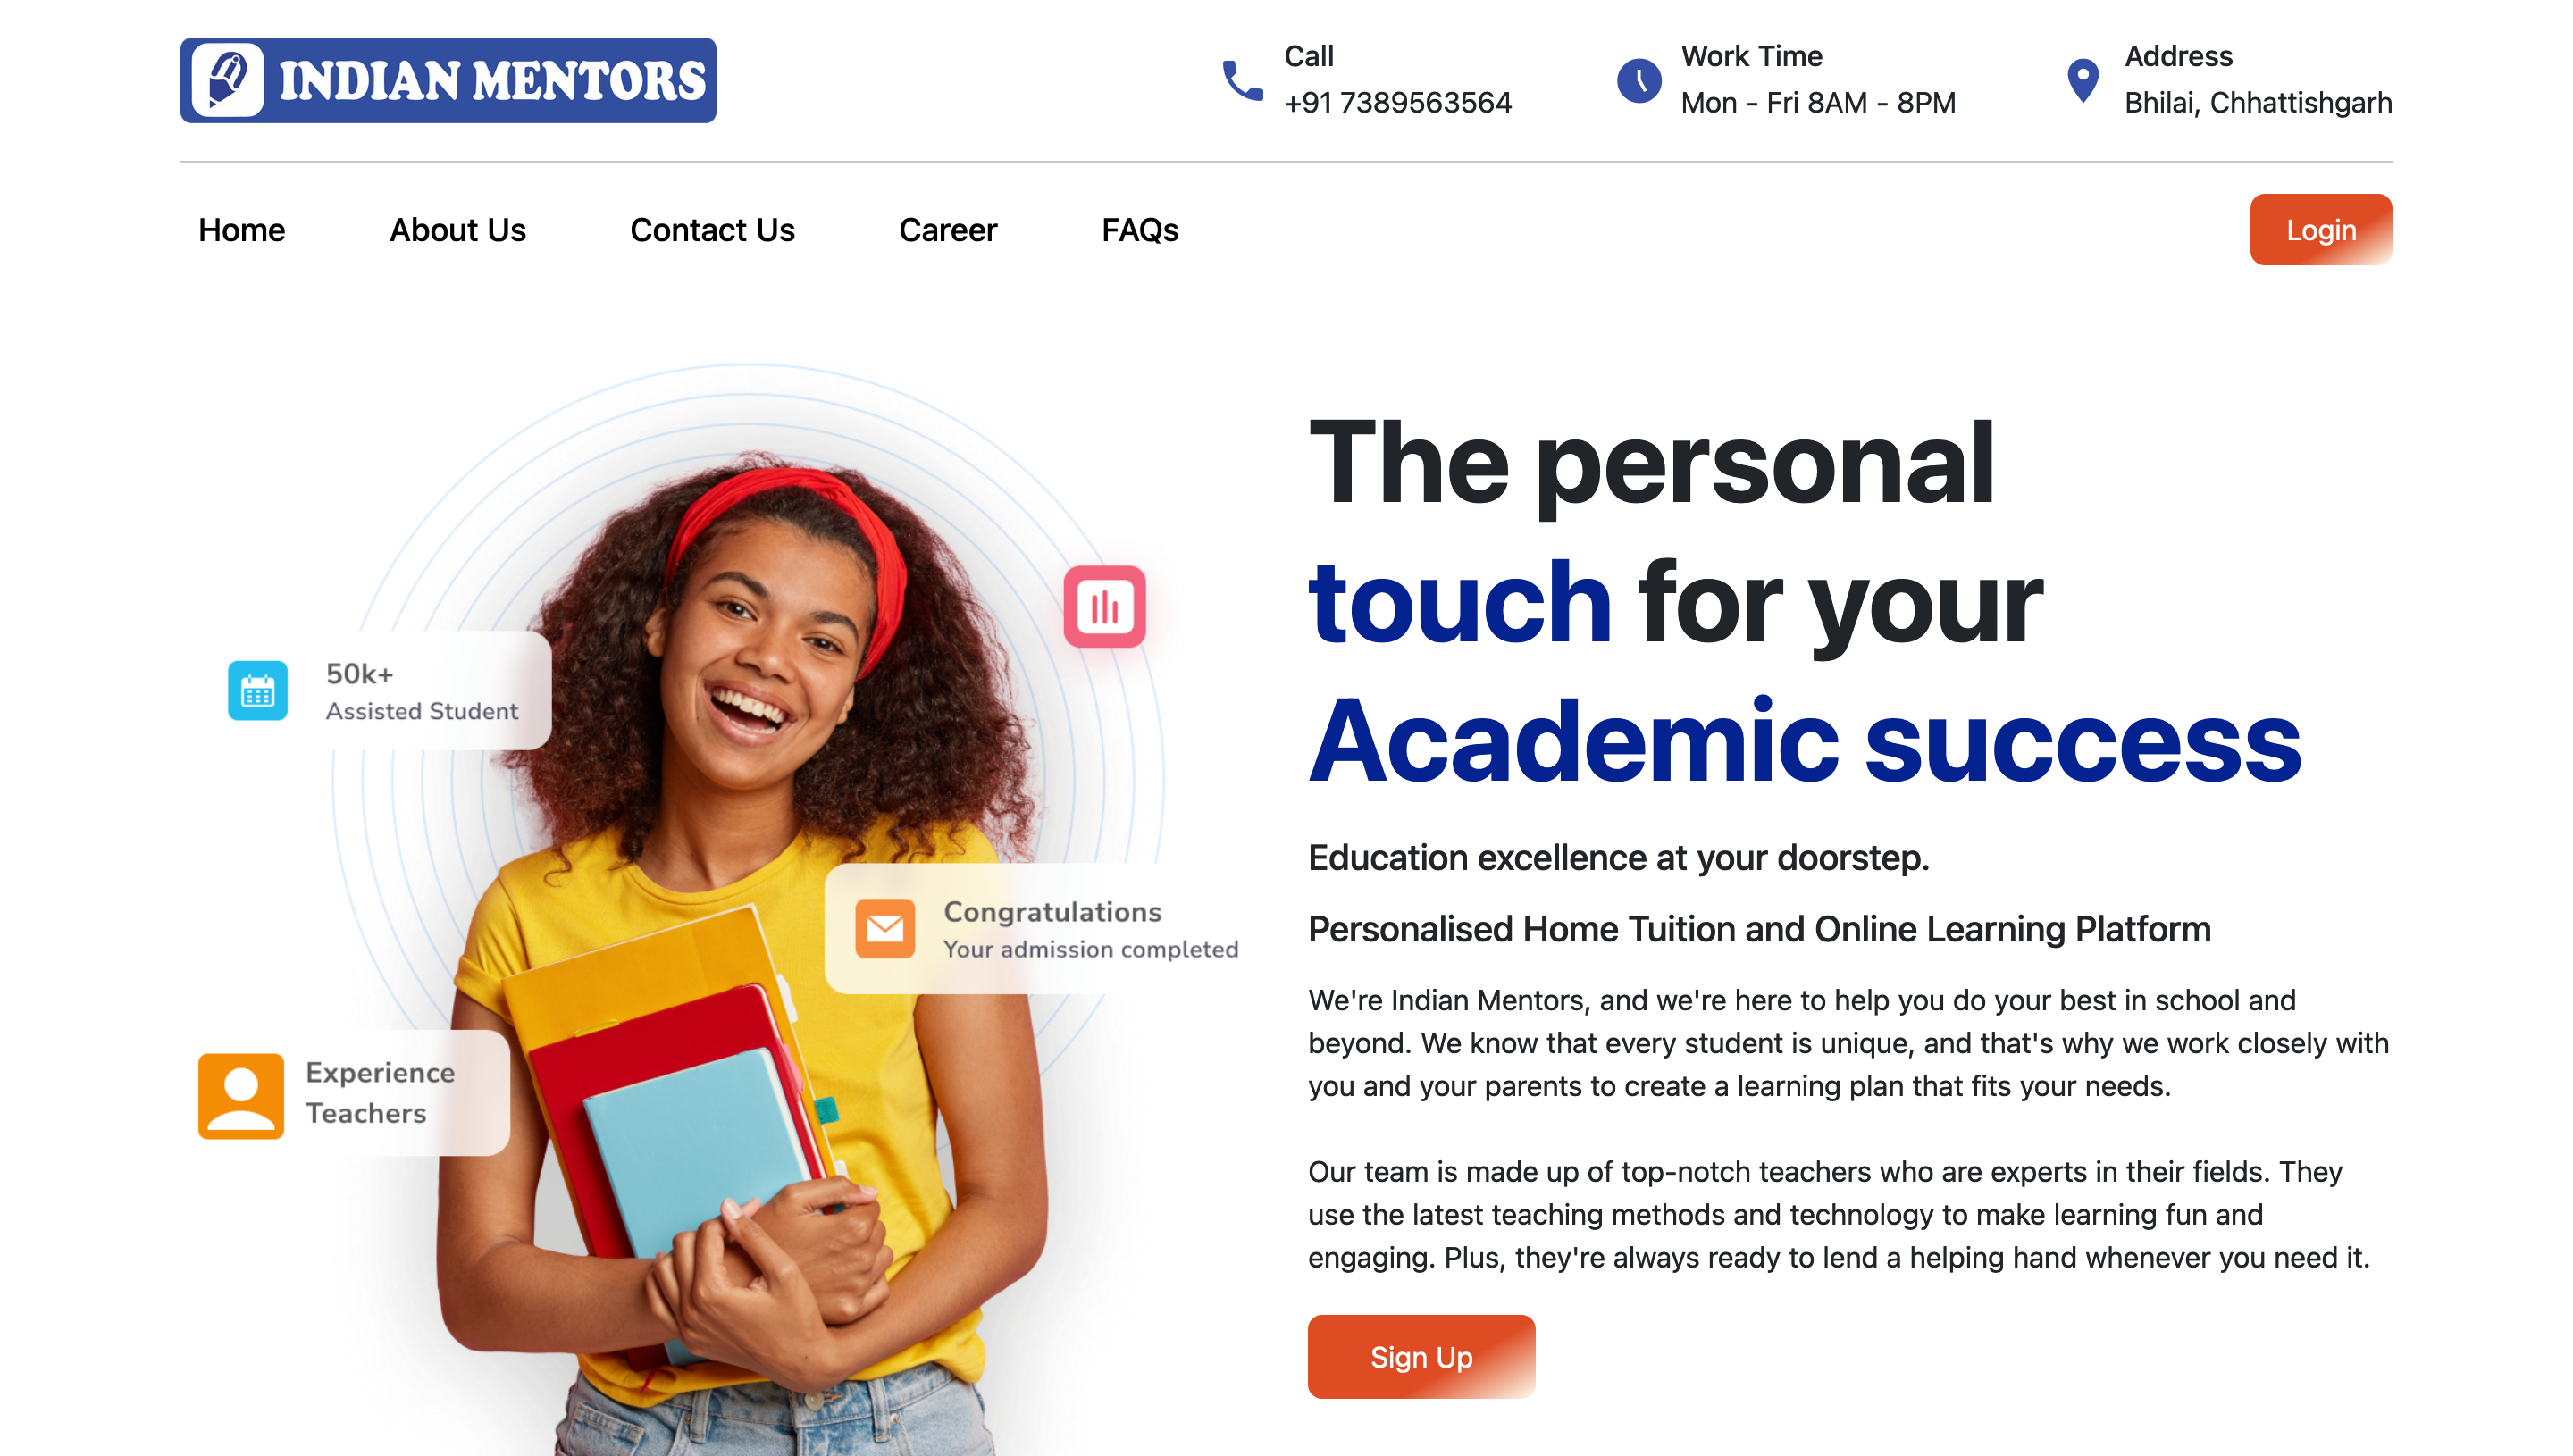 INDIAN MENTORS
Call
+91 7389563564
Work Time
Mon - Fri 8AM - 8PM
Address
Bhilai, Chhattishgarh
Home
About Us
Contact Us
Career
FAQs
Login
50k+
Assisted Student
Congratulations
Your admission completed
Experience
Teachers
The personal
touch for your
Academic success
Education excellence at your doorstep.
Personalised Home Tuition and Online Learning Platform
We're Indian Mentors, and we're here to help you do your best in school and
beyond. We know that every student is unique, and that's why we work closely with
you and your parents to create a learning plan that fits your needs.
Our team is made up of top-notch teachers who are experts in their fields. They
use the latest teaching methods and technology to make learning fun and
engaging. Plus, they're always ready to lend a helping hand whenever you need it.
Sign Up